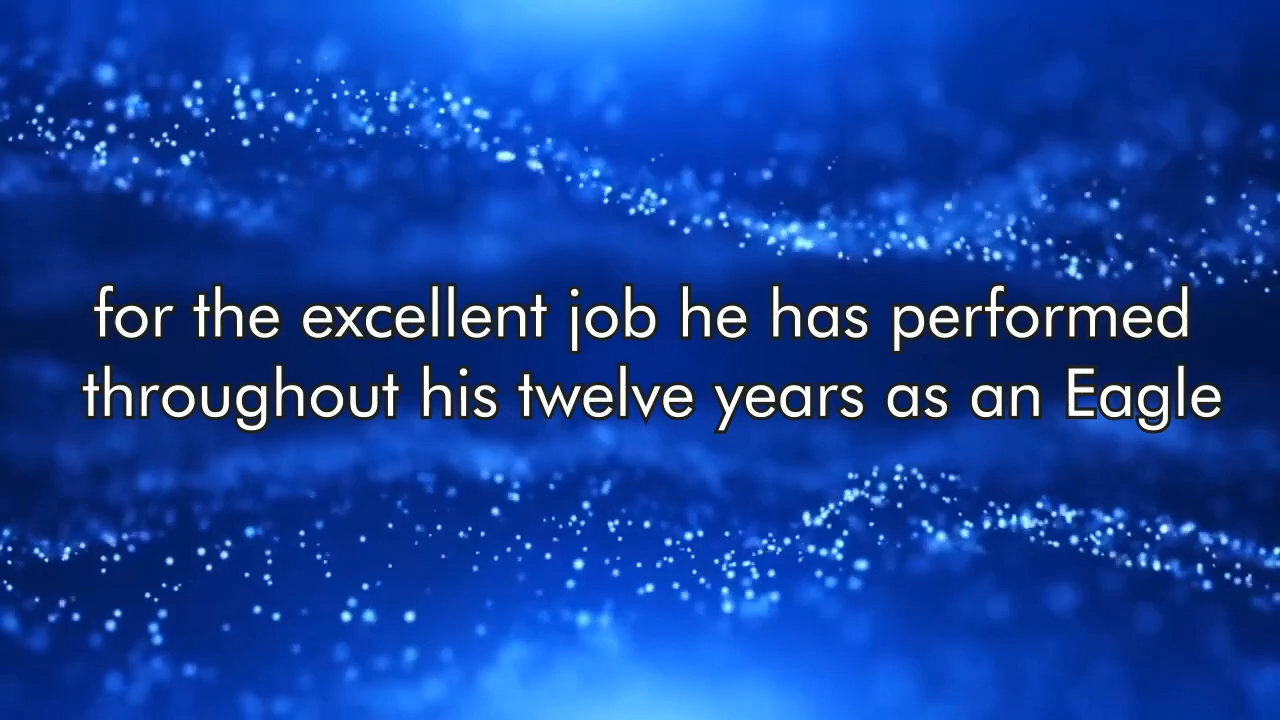 for the excellent job he has performed
throughout his twelve years as an Eagle